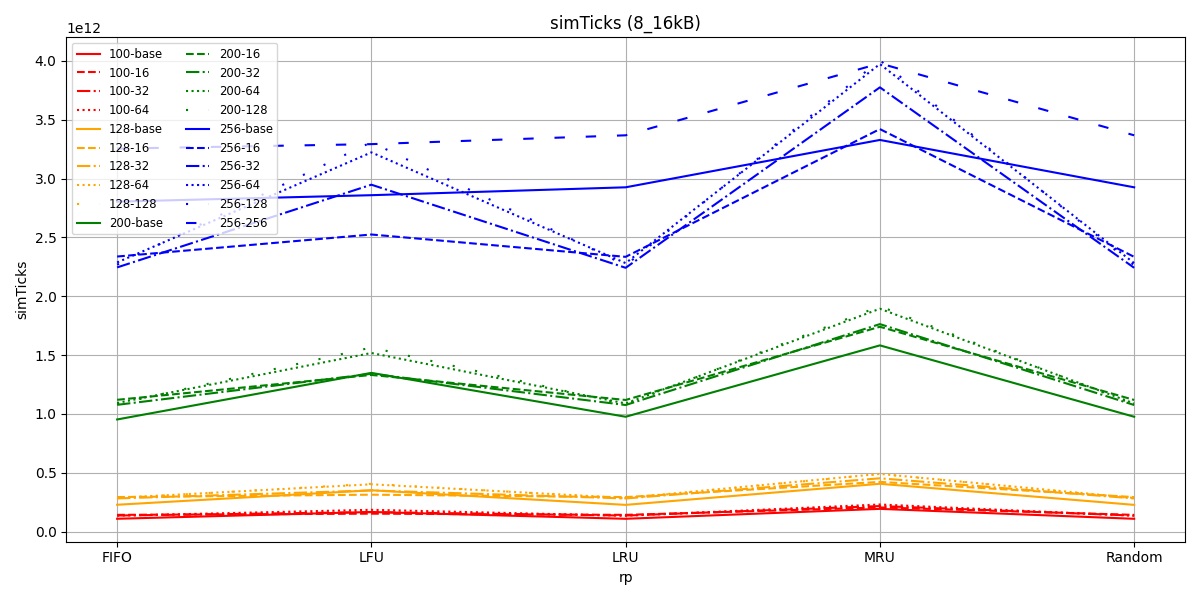 simTicks (8_16kB)
1e12
4.0
3.5
3.0
2.5
2.0
1.5
1.0
0.5
0.0
simTicks
100-base
100-16
100-32
100-64
128-base
128-16
128-32
128-64
128-128
200-base
200-16
200-32
200-64
200-128
256-base
256-16
256-32
256-64
256-128
256-256
FIFO
LFU
LRU
MRU
Random
rp